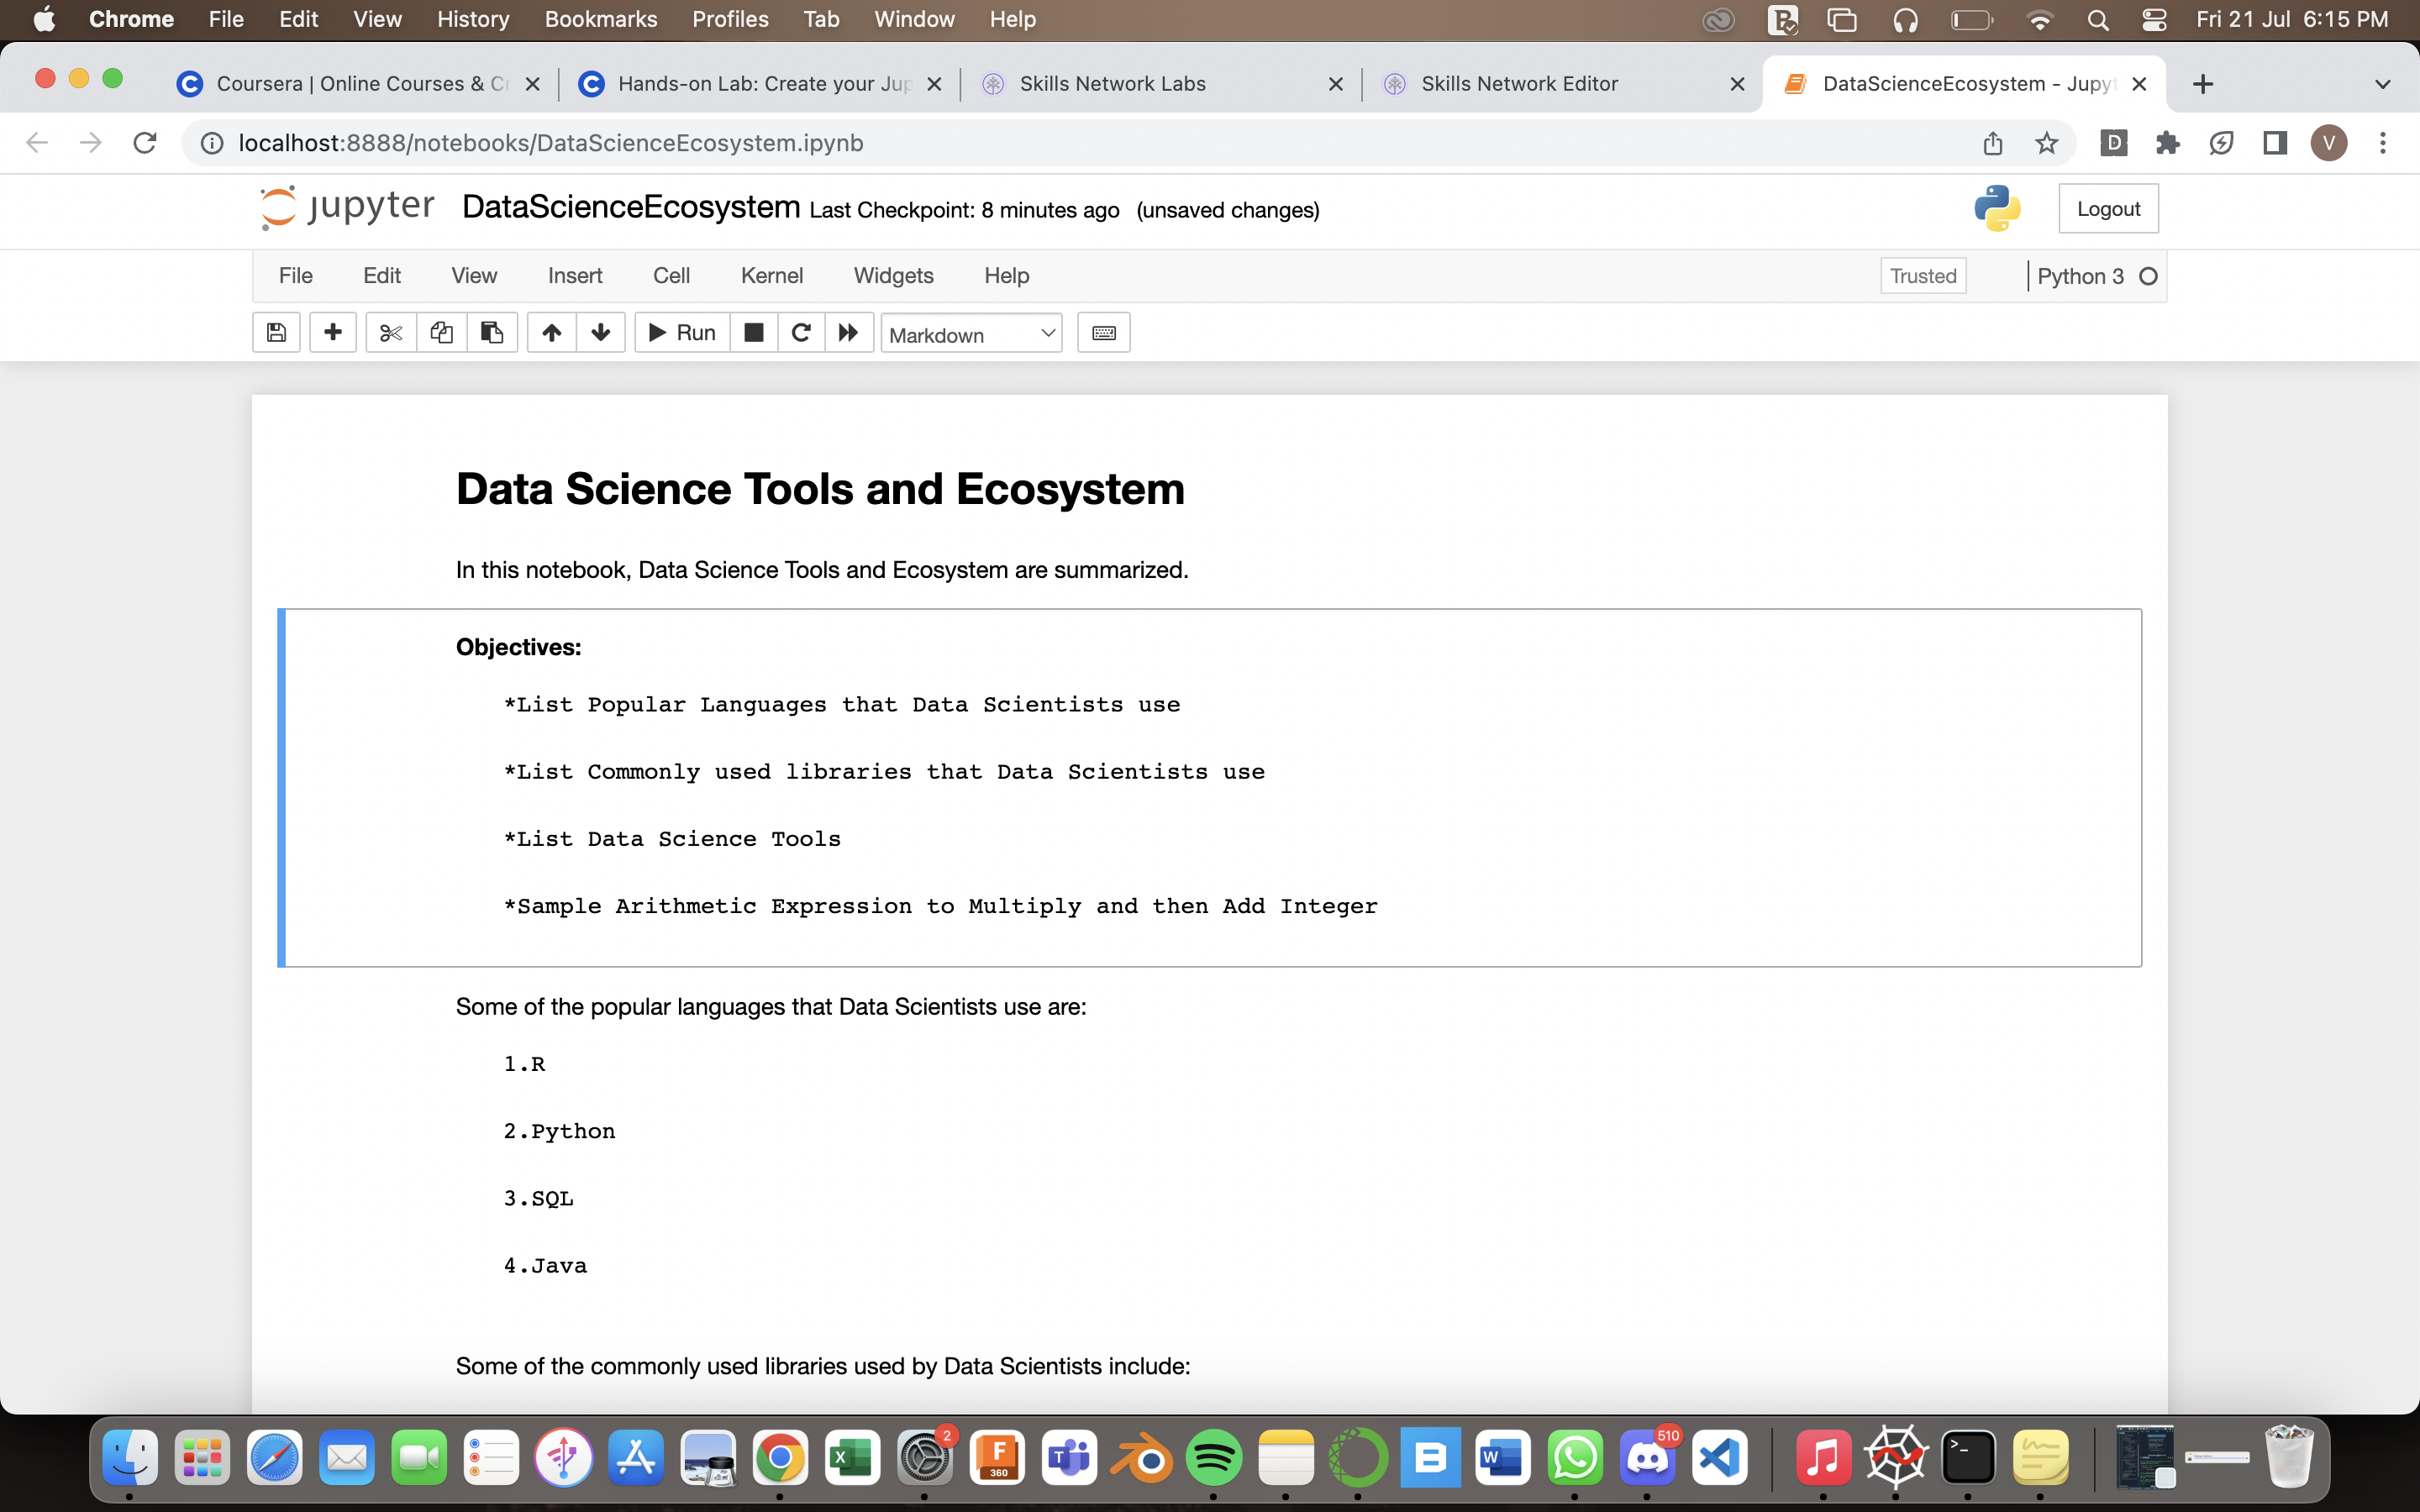 Chrome File Edit View History Bookmarks Profiles Tab Window Help Fri 21 Jul 6:15 PM
Coursera | Online Courses & Cr Hands-on Lab: Create your Jup Skills Network Labs Skills Network Editor DataScienceEcosystem - Jupyt
localhost:8888/notebooks/DataScienceEcosystem.ipynb D V
jupyter DataScienceEcosystem Last Checkpoint: 8 minutes ago (unsaved changes) Logout
File Edit View Insert Cell Kernel Widgets Help Trusted Python 3
Run Markdown
Data Science Tools and Ecosystem
In this notebook, Data Science Tools and Ecosystem are summarized.
Objectives:
*List Popular Languages that Data Scientists use
*List Commonly used libraries that Data Scientists use
*List Data Science Tools
*Sample Arithmetic Expression to Multiply and then Add Integer
Some of the popular languages that Data Scientists use are:
1.R
2.Python
3.SQL
4.Java
Some of the commonly used libraries used by Data Scientists include:
2 510
F 360